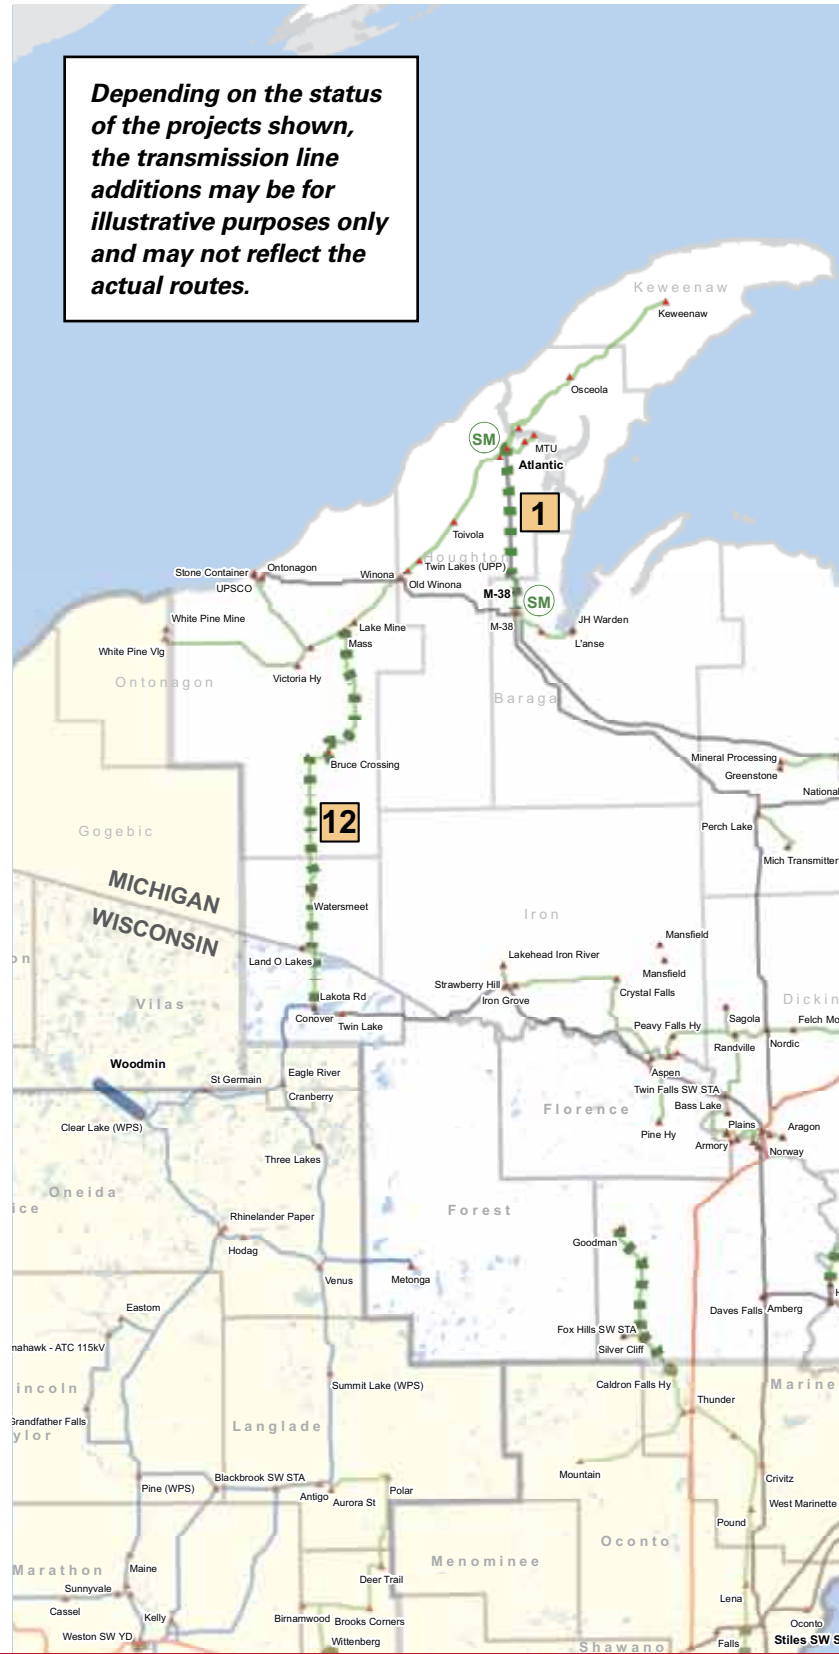 Depending on the status
of the projects shown,
the transmission line
additions may be for
illustrative purposes only
and may not reflect the
actual routes.
Keweenaw
Keweenaw
Osceola
SM
MTU
Atlantic
1
Toivola
Houghton
Twin Lakes (UPP)
Stone Container
Ontonagon
Winona
UPSCO
Old Winona
M-38
SM
White Pine Mine
Lake Mine
M-38
JH Warden
Mass
L'anse
White Pine Vlg
Victoria Hy
Ontonagon
Baraga
Bruce Crossing
Mineral Processing
Greenstone
National
12
Gogebic
Perch Lake
Mich Transmitter
MICHIGAN
WISCONSIN
Watersmeet
Iron
Mansfield
Land O Lakes
Lakehead Iron River
Mansfield
on
Strawberry Hill
Crystal Falls
Lakota Rd
Iron Grove
Vilas
Dickin
Conover
Twin Lake
Peavy Falls Hy
Sagola
Felch Mo
Randville
Nordic
Woodmin
St Germain
Eagle River
Aspen
Cranberry
Twin Falls SW STA
Florence
Bass Lake
Clear Lake (WPS)
Pine Hy
Plains
Aragon
Armory
Norway
Three Lakes
Oneida
ice
Forest
Rhinelander Paper
Hodag
Goodman
Venus
Metonga
Eastom
Daves Falls
Amberg
H
Fox Hills SW STA
nahawk - ATC 115kV
Silver Cliff
incoln
Summit Lake (WPS)
Caldron Falls Hy
Marine
Thunder
Grandfather Falls
Langlade
ylor
Mountain
Blackbrook SW STA
Crivitz
Pine (WPS)
Antigo
Aurora St
Polar
West Marinette
Pound
Oconto
Marathon
Maine
Menominee
Deer Trail
Sunnyvale
Lena
Cassel
Kelly
Birnamwood
Brooks Corners
Oconto
Weston SW YD
Wittenberg
Shawano
Falls
Stiles SW S